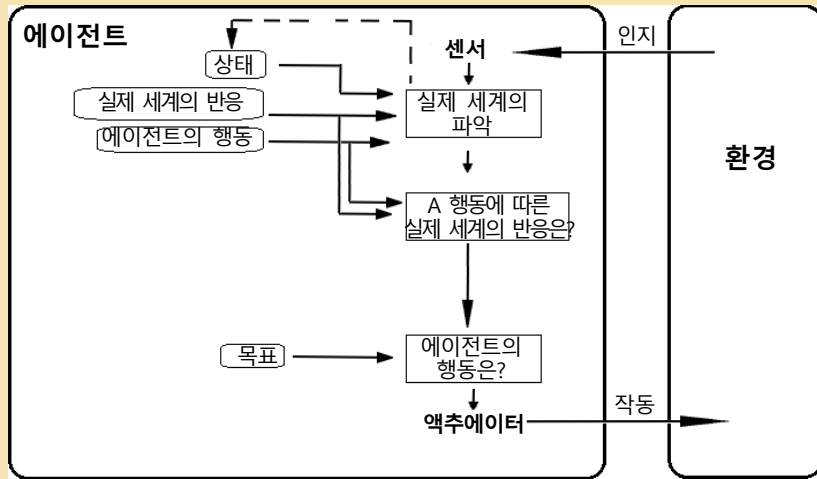 에이전트
센서
인지
상태
실제 세계의 반응
에이전트의 행동
실제 세계의
파악
환경
A 행동에 따른
실제 세계의 반응은?
목표
에이전트의
행동은?
액추에이터
작동